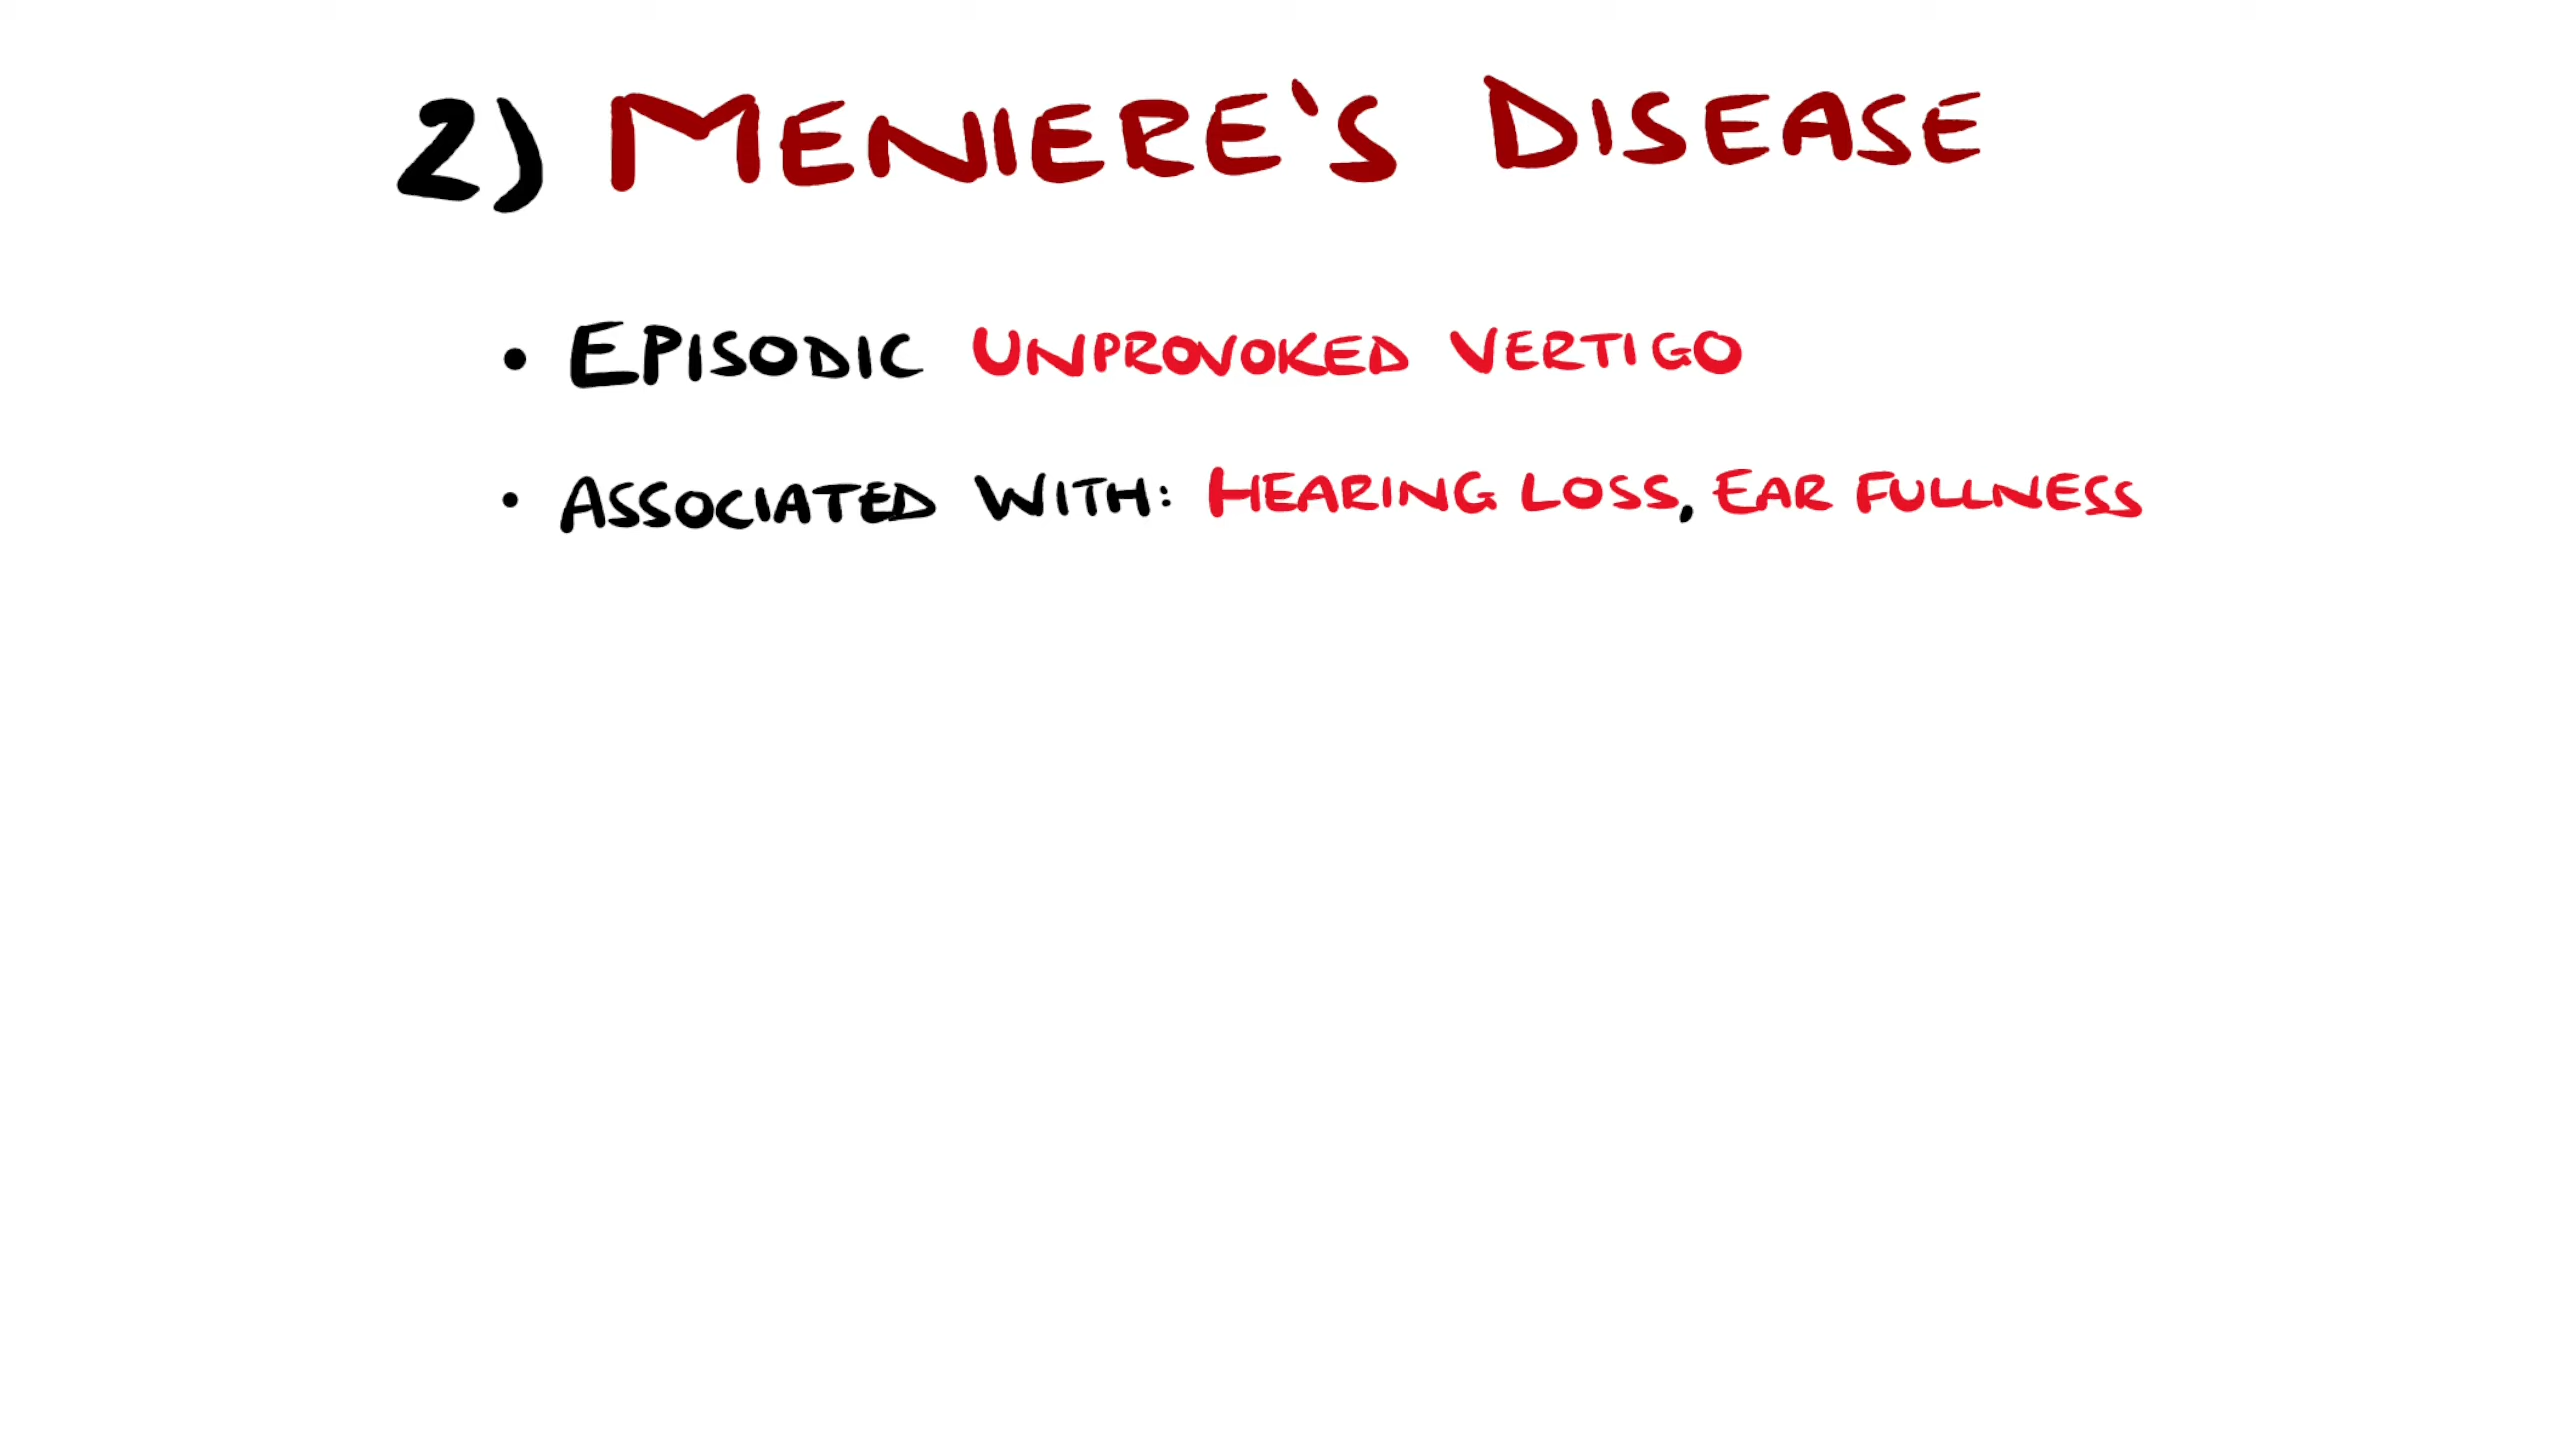 2) MENIERE'S DISEASE
• EPISODIC UNPROVOKED VERTIGO
• ASSOCIATED WITH: HEARING LOSS, EAR FULLNESS